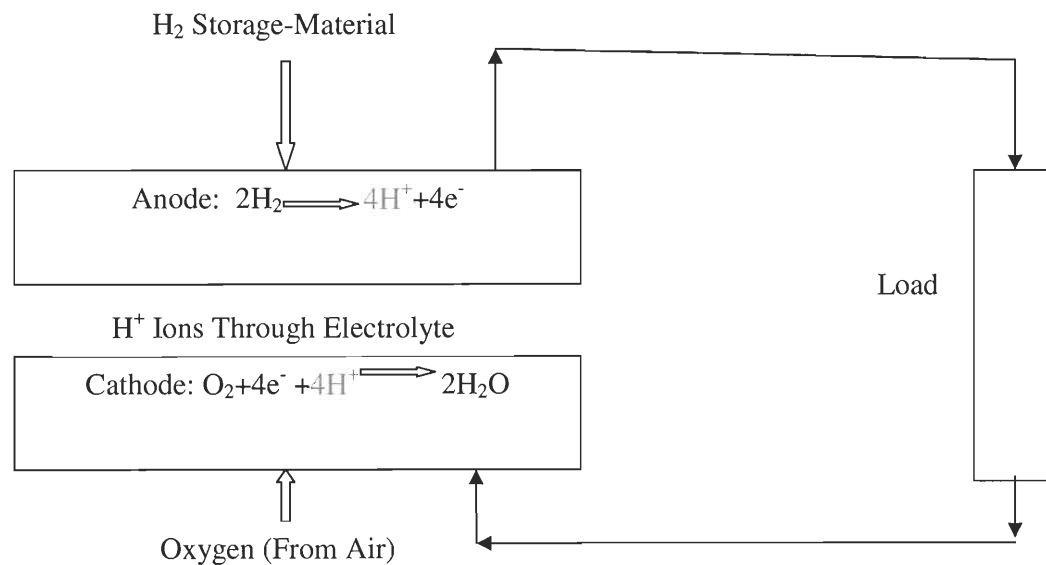 H₂ Storage-Material
Anode: 2H₂ ⟹ 4H⁺+4e⁻
Load
H⁺ Ions Through Electrolyte
Cathode: O₂+4e⁻ +4H⁺ ⟹ 2H₂O
Oxygen (From Air)